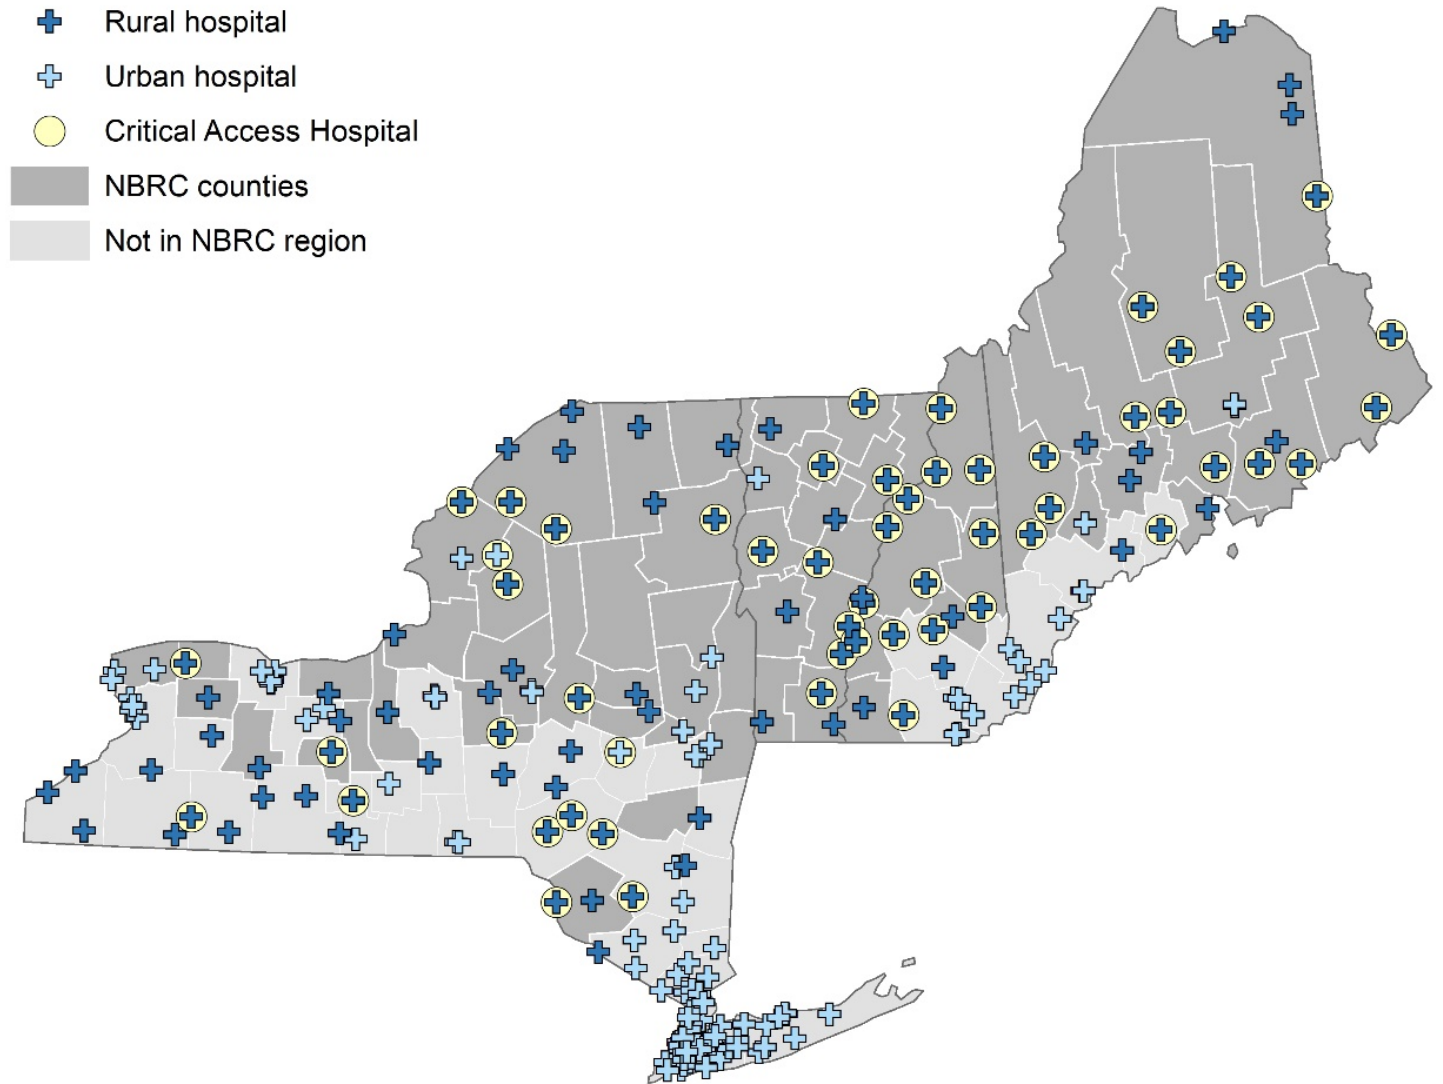 Rural hospital
Urban hospital
Critical Access Hospital
NBRC counties
Not in NBRC region